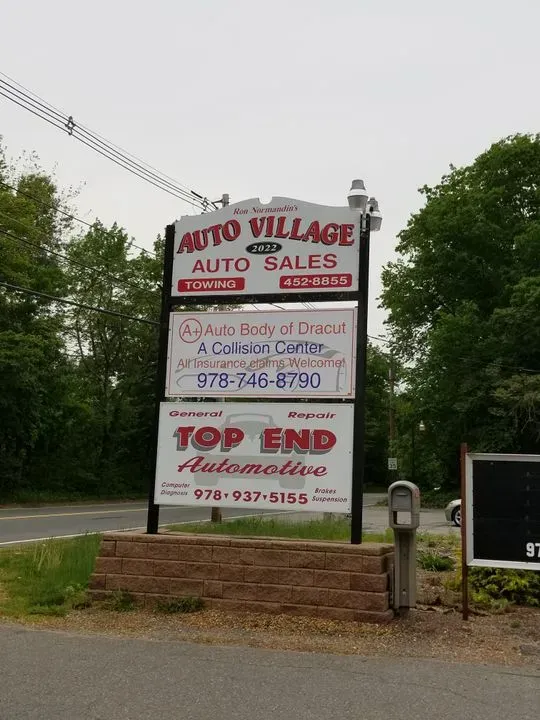 Ron Normandin's
AUTO VILLAGE
2022
AUTO SALES
TOWING 452-8855
A+ Auto Body of Dracut
A Collision Center
All Insurance claims Welcome!
978-746-8790
General Repair
TOP END
Automotive
Computer Diagnosis 978-937-5155 Brakes Suspension
97